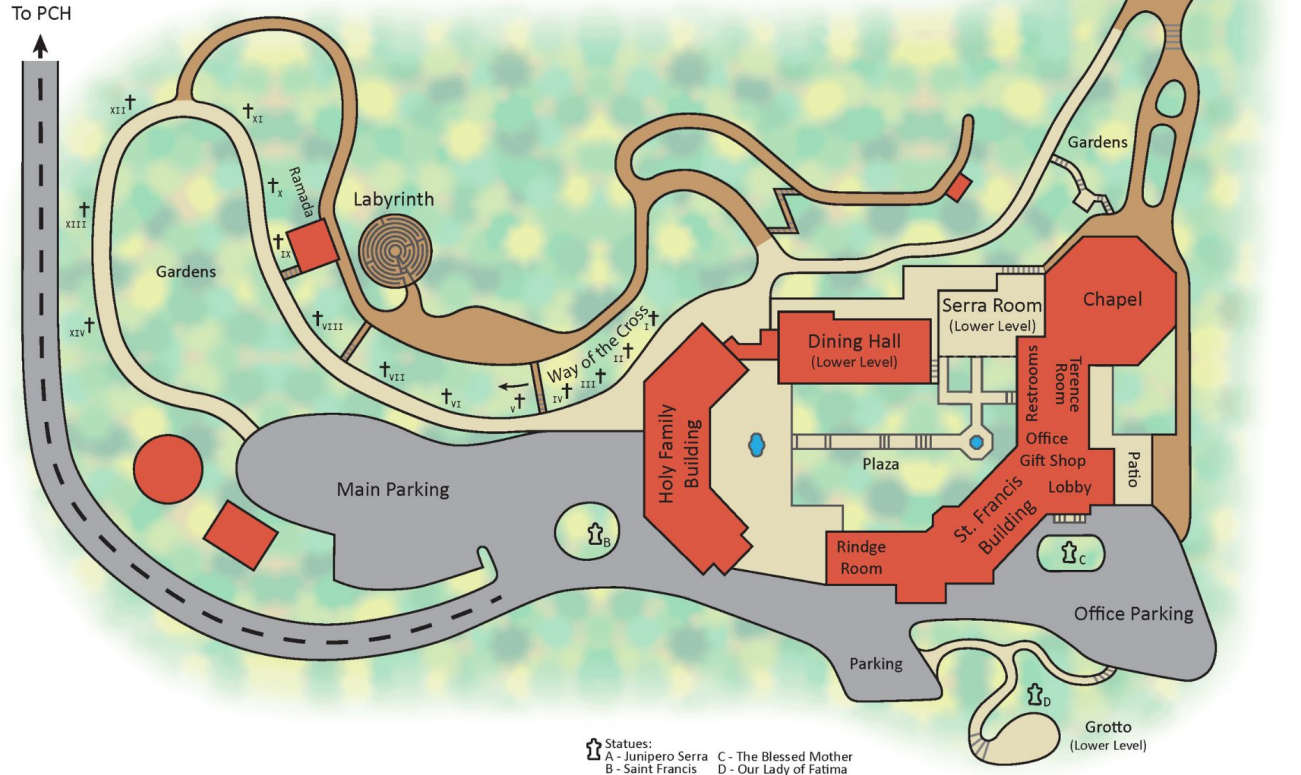 To PCH
XII
XI
Gardens
X
Ramada
Labyrinth
XIII
IX
Gardens
Serra Room
(Lower Level)
Chapel
XIV
VIII
Way of the Cross
I
II
III
IV
V
VI
VII
Dining Hall
(Lower Level)
Restrooms
Terence
Room
Holy Family
Building
Office
Gift Shop
Lobby
Plaza
Patio
Main Parking
St. Francis
Building
B
Rindge
Room
C
Office Parking
Parking
D
Grotto
(Lower Level)
Statues:
A - Junipero Serra
B - Saint Francis
C - The Blessed Mother
D - Our Lady of Fatima